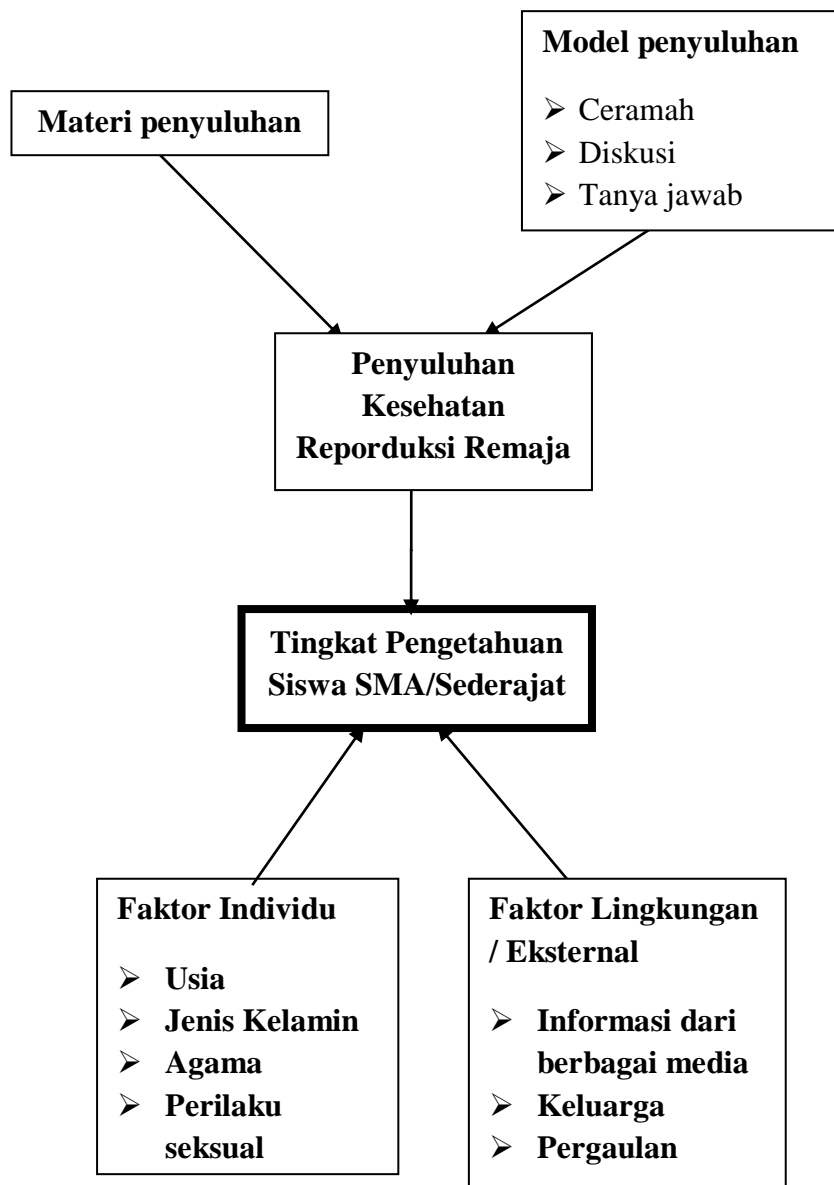 Model penyuluhan
➢ Ceramah
➢ Diskusi
➢ Tanya jawab
Materi penyuluhan
Penyuluhan
Kesehatan
Reporduksi Remaja
Tingkat Pengetahuan
Siswa SMA/Sederajat
Faktor Individu
➢ Usia
➢ Jenis Kelamin
➢ Agama
➢ Perilaku
seksual
Faktor Lingkungan
/ Eksternal
➢ Informasi dari
berbagai media
➢ Keluarga
➢ Pergaulan